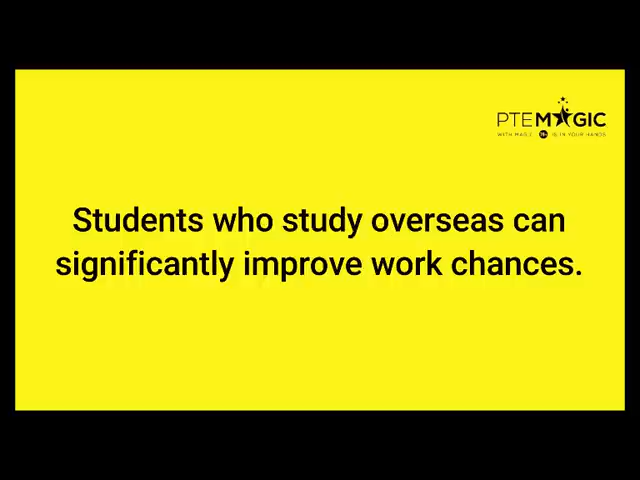 PTEMAGIC
Students who study overseas can
significantly improve work chances.